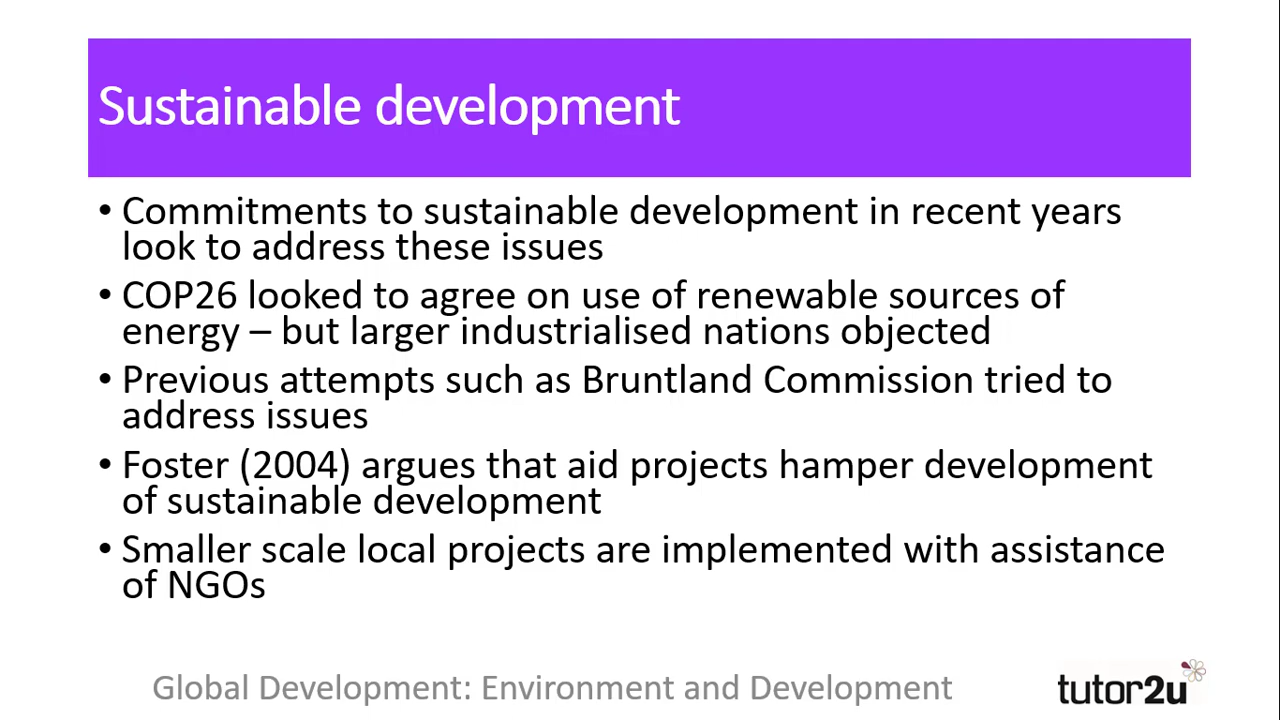 Sustainable development
• Commitments to sustainable development in recent years
look to address these issues
• COP26 looked to agree on use of renewable sources of
energy – but larger industrialised nations objected
• Previous attempts such as Bruntland Commission tried to
address issues
• Foster (2004) argues that aid projects hamper development
of sustainable development
• Smaller scale local projects are implemented with assistance
of NGOs
Global Development: Environment and Development
tutor2u